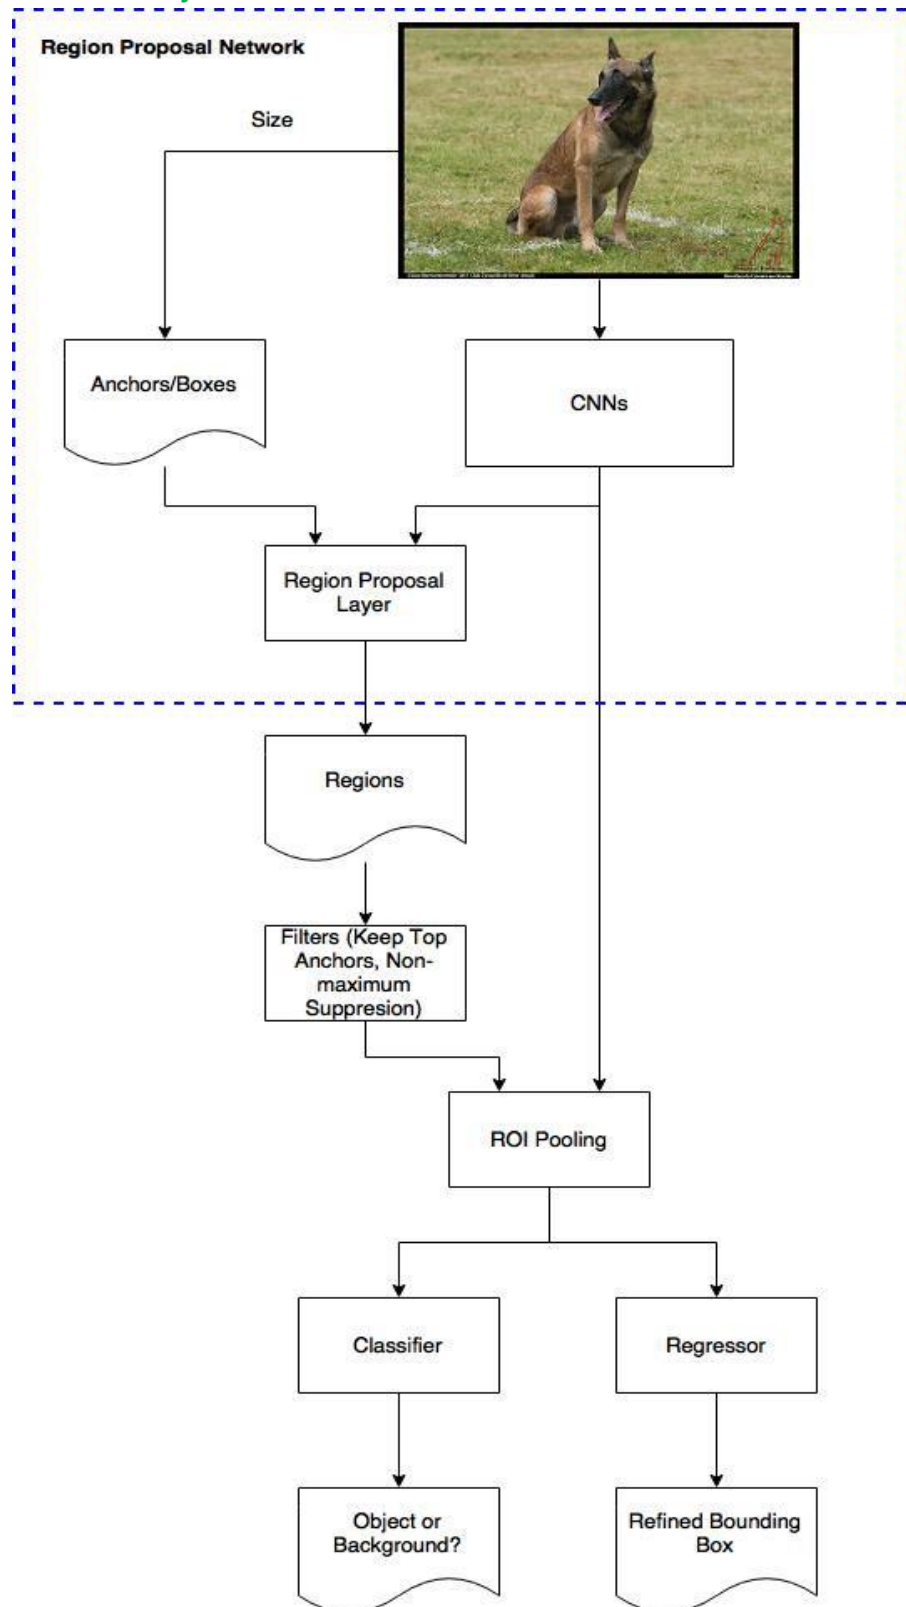 Region Proposal Network
Size
Anchors/Boxes
CNNs
Region Proposal
Layer
Regions
Filters (Keep Top
Anchors, Non-
maximum
Suppresion)
ROI Pooling
Classifier
Regressor
Object or
Background?
Refined Bounding
Box